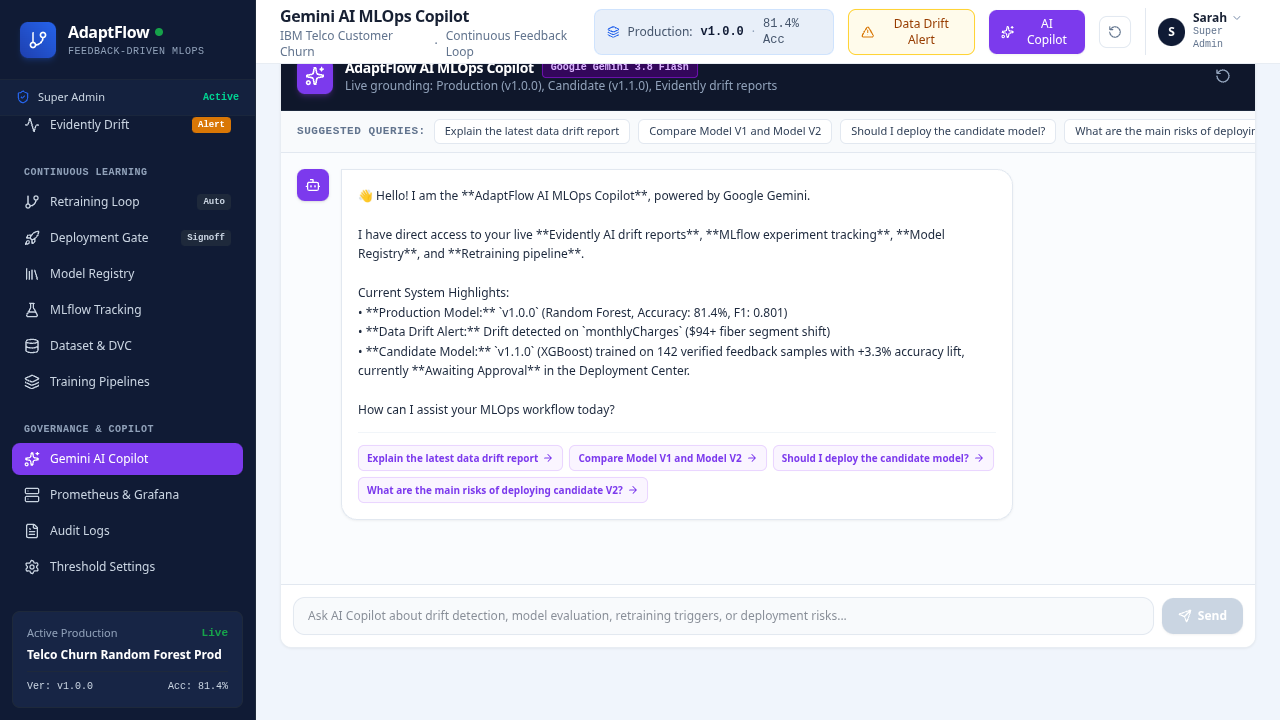 AdaptFlow
FEEDBACK-DRIVEN MLOPS
Super Admin
Active
Evidently Drift
Alert
CONTINUOUS LEARNING
Retraining Loop
Auto
Deployment Gate
Signoff
Model Registry
MLflow Tracking
Dataset & DVC
Training Pipelines
GOVERNANCE & COPILOT
Gemini AI Copilot
Prometheus & Grafana
Audit Logs
Threshold Settings
Active Production
Live
Telco Churn Random Forest Prod
Ver: v1.0.0
Acc: 81.4%
Gemini AI MLOps Copilot
IBM Telco Customer
Churn
·
Continuous Feedback
Loop
Production: v1.0.0 ·
81.4%
Acc
Data Drift
Alert
AI
Copilot
S
Sarah
Super
Admin
AdaptFlow AI MLOps Copilot
Google Gemini 3.8 Flash
Live grounding: Production (v1.0.0), Candidate (v1.1.0), Evidently drift reports
SUGGESTED QUERIES:
Explain the latest data drift report
Compare Model V1 and Model V2
Should I deploy the candidate model?
What are the main risks of deployin
👋 Hello! I am the **AdaptFlow AI MLOps Copilot**, powered by Google Gemini.
I have direct access to your live **Evidently AI drift reports**, **MLflow experiment tracking**, **Model
Registry**, and **Retraining pipeline**.
Current System Highlights:
• **Production Model:** `v1.0.0` (Random Forest, Accuracy: 81.4%, F1: 0.801)
• **Data Drift Alert:** Drift detected on `monthlyCharges` ($94+ fiber segment shift)
• **Candidate Model:** `v1.1.0` (XGBoost) trained on 142 verified feedback samples with +3.3% accuracy lift,
currently **Awaiting Approval** in the Deployment Center.
How can I assist your MLOps workflow today?
Explain the latest data drift report →
Compare Model V1 and Model V2 →
Should I deploy the candidate model? →
What are the main risks of deploying candidate V2? →
Ask AI Copilot about drift detection, model evaluation, retraining triggers, or deployment risks...
Send